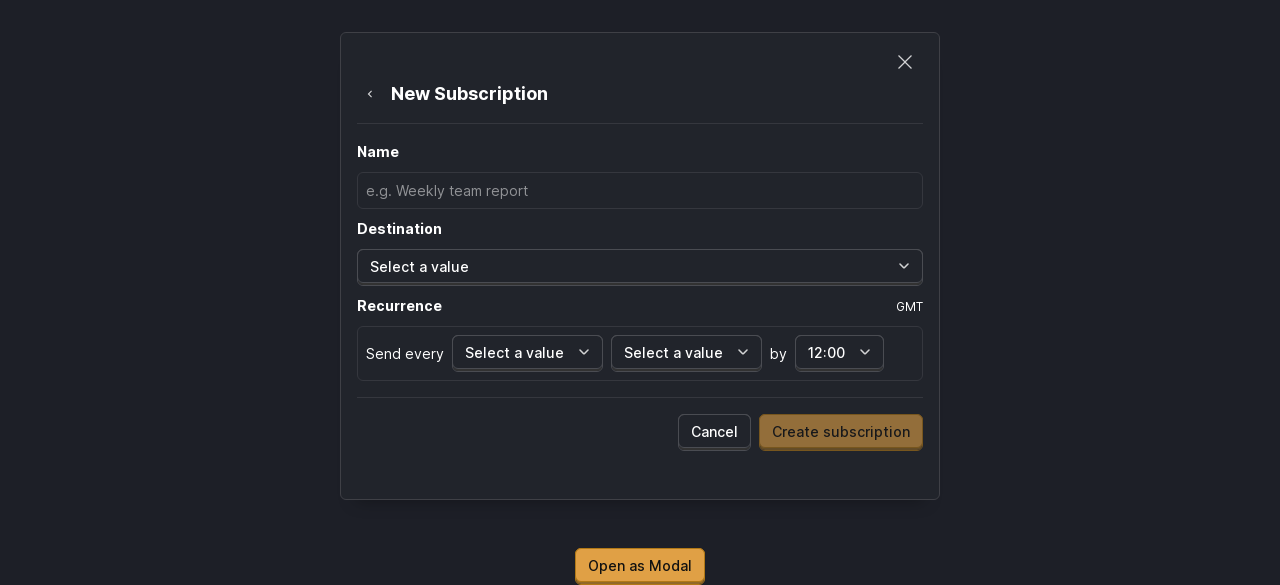 New Subscription
Name
e.g. Weekly team report
Destination
Select a value
Recurrence GMT
Send every Select a value Select a value by 12:00
Cancel Create subscription
Open as Modal